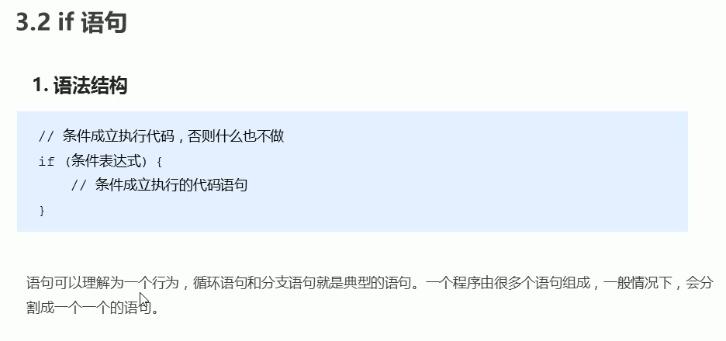 3.2 if 语句
1. 语法结构
// 条件成立执行代码，否则什么也不做
if (条件表达式) {
// 条件成立执行的代码语句
}
语句可以理解为一个行为，循环语句和分支语句就是典型的语句。一个程序由很多个语句组成，一般情况下，会分
割成一个一个的语句。